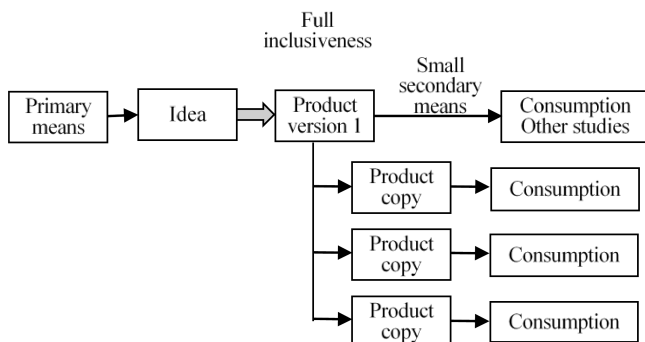 Full
inclusiveness
Small
secondary
means
Primary
means
Idea
Product
version 1
Consumption
Other studies
Product
copy
Consumption
Product
copy
Consumption
Product
copy
Consumption